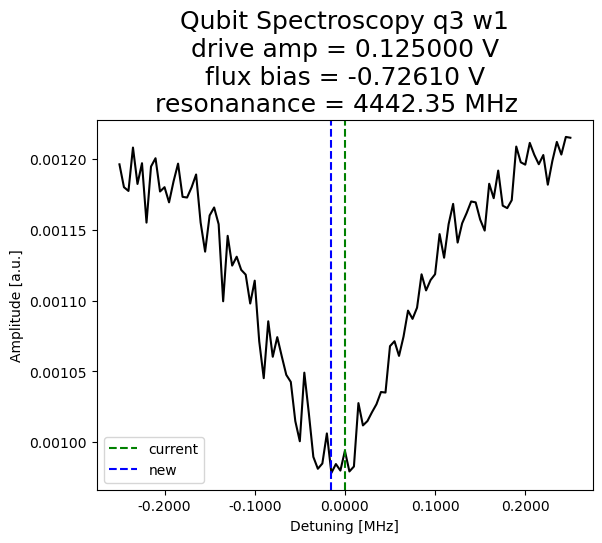 Qubit Spectroscopy q3 w1
drive amp = 0.125000 V
flux bias = -0.72610 V
resonanance = 4442.35 MHz
0.00120
0.00115
0.00110
0.00105
0.00100
Amplitude [a.u.]
current
new
-0.2000 -0.1000 0.0000 0.1000 0.2000
Detuning [MHz]